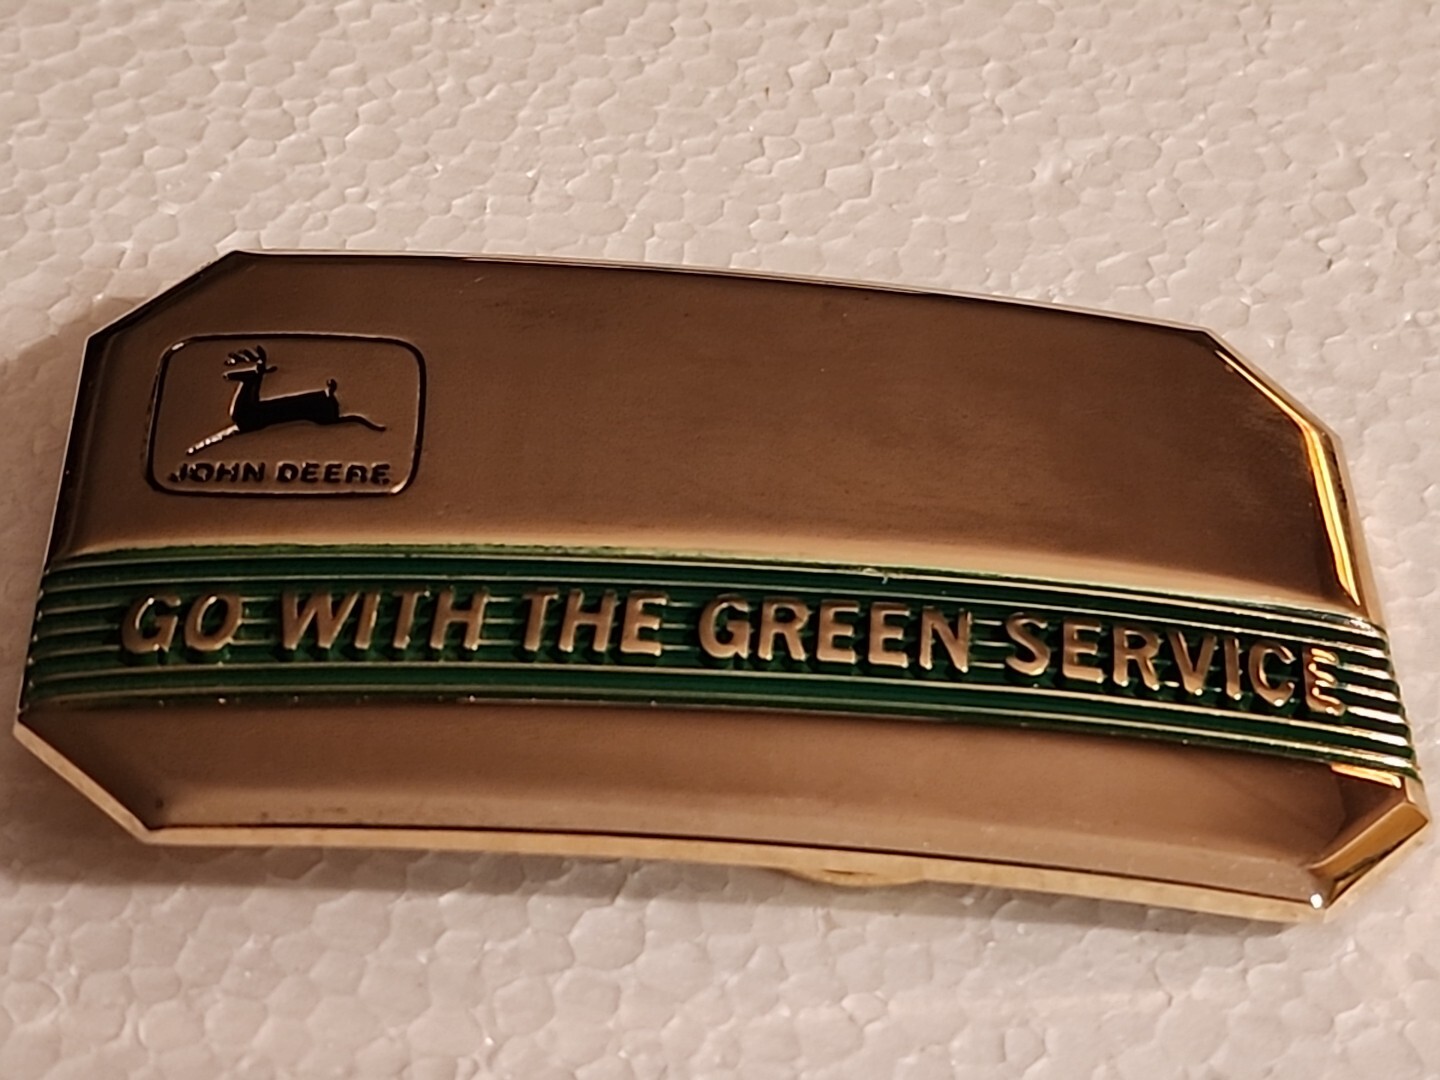 JOHN DEERE
GO WITH THE GREEN SERVICE